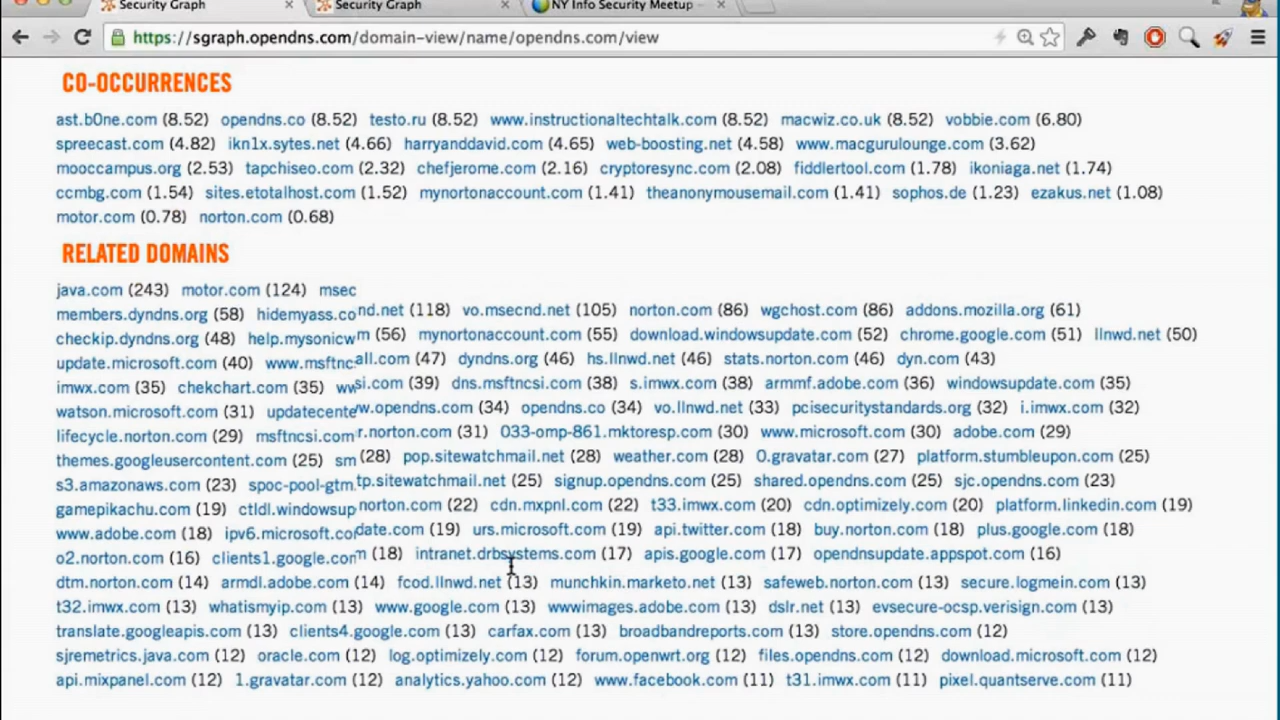 Security Graph
Security Graph
NY Info Security Meetup
https://sgraph.opendns.com/domain-view/name/opendns.com/view
CO-OCCURRENCES
ast.b0ne.com (8.52) opendns.co (8.52) testo.ru (8.52) www.instructionaltechtalk.com (8.52) macwiz.co.uk (8.52) vobbie.com (6.80)
spreecast.com (4.82) ikn1x.sytes.net (4.66) harryanddavid.com (4.65) web-boosting.net (4.58) www.macgurulounge.com (3.62)
mooccampus.org (2.53) tapchiseo.com (2.32) chefjerome.com (2.16) cryptoresync.com (2.08) fiddlertool.com (1.78) ikoniaga.net (1.74)
ccmbg.com (1.54) sites.etotalhost.com (1.52) mynortonaccount.com (1.41) theanonymousemail.com (1.41) sophos.de (1.23) ezakus.net (1.08)
motor.com (0.78) norton.com (0.68)
RELATED DOMAINS
java.com (243) motor.com (124) msec
nd.net (118) vo.msecnd.net (105) norton.com (86) wgchost.com (86) addons.mozilla.org (61)
members.dyndns.org (58) hidemyass.co
m (56) mynortonaccount.com (55) download.windowsupdate.com (52) chrome.google.com (51) llnwd.net (50)
checkip.dyndns.org (48) help.mysonicw
all.com (47) dyndns.org (46) hs.llnwd.net (46) stats.norton.com (46) dyn.com (43)
update.microsoft.com (40) www.msftnc
si.com (39) dns.msftncsi.com (38) s.imwx.com (38) armmf.adobe.com (36) windowsupdate.com (35)
imwx.com (35) chekchart.com (35) ww
w.opendns.com (34) opendns.co (34) vo.llnwd.net (33) pcisecuritystandards.org (32) i.imwx.com (32)
watson.microsoft.com (31) updatecente
r.norton.com (31) 033-omp-861.mktoresp.com (30) www.microsoft.com (30) adobe.com (29)
lifecycle.norton.com (29) msftncsi.com
(28) pop.sitewatchmail.net (28) weather.com (28) 0.gravatar.com (27) platform.stumbleupon.com (25)
themes.googleusercontent.com (25) sm
tp.sitewatchmail.net (25) signup.opendns.com (25) shared.opendns.com (25) sjc.opendns.com (23)
s3.amazonaws.com (23) spoc-pool-gtm.
norton.com (22) cdn.mxpnl.com (22) t33.imwx.com (20) cdn.optimizely.com (20) platform.linkedin.com (19)
gamepikachu.com (19) ctldl.windowsup
date.com (19) urs.microsoft.com (19) api.twitter.com (18) buy.norton.com (18) plus.google.com (18)
www.adobe.com (18) ipv6.microsoft.co
m (18) intranet.drbsystems.com (17) apis.google.com (17) opendnsupdate.appspot.com (16)
o2.norton.com (16) clients1.google.com
dtm.norton.com (14) armdl.adobe.com (14) fcod.llnwd.net (13) munchkin.marketo.net (13) safeweb.norton.com (13) secure.logmein.com (13)
t32.imwx.com (13) whatismyip.com (13) www.google.com (13) wwwimages.adobe.com (13) dslr.net (13) evsecure-ocsp.verisign.com (13)
translate.googleapis.com (13) clients4.google.com (13) carfax.com (13) broadbandreports.com (13) store.opendns.com (12)
sjremetrics.java.com (12) oracle.com (12) log.optimizely.com (12) forum.openwrt.org (12) files.opendns.com (12) download.microsoft.com (12)
api.mixpanel.com (12) 1.gravatar.com (12) analytics.yahoo.com (12) www.facebook.com (11) t31.imwx.com (11) pixel.quantserve.com (11)